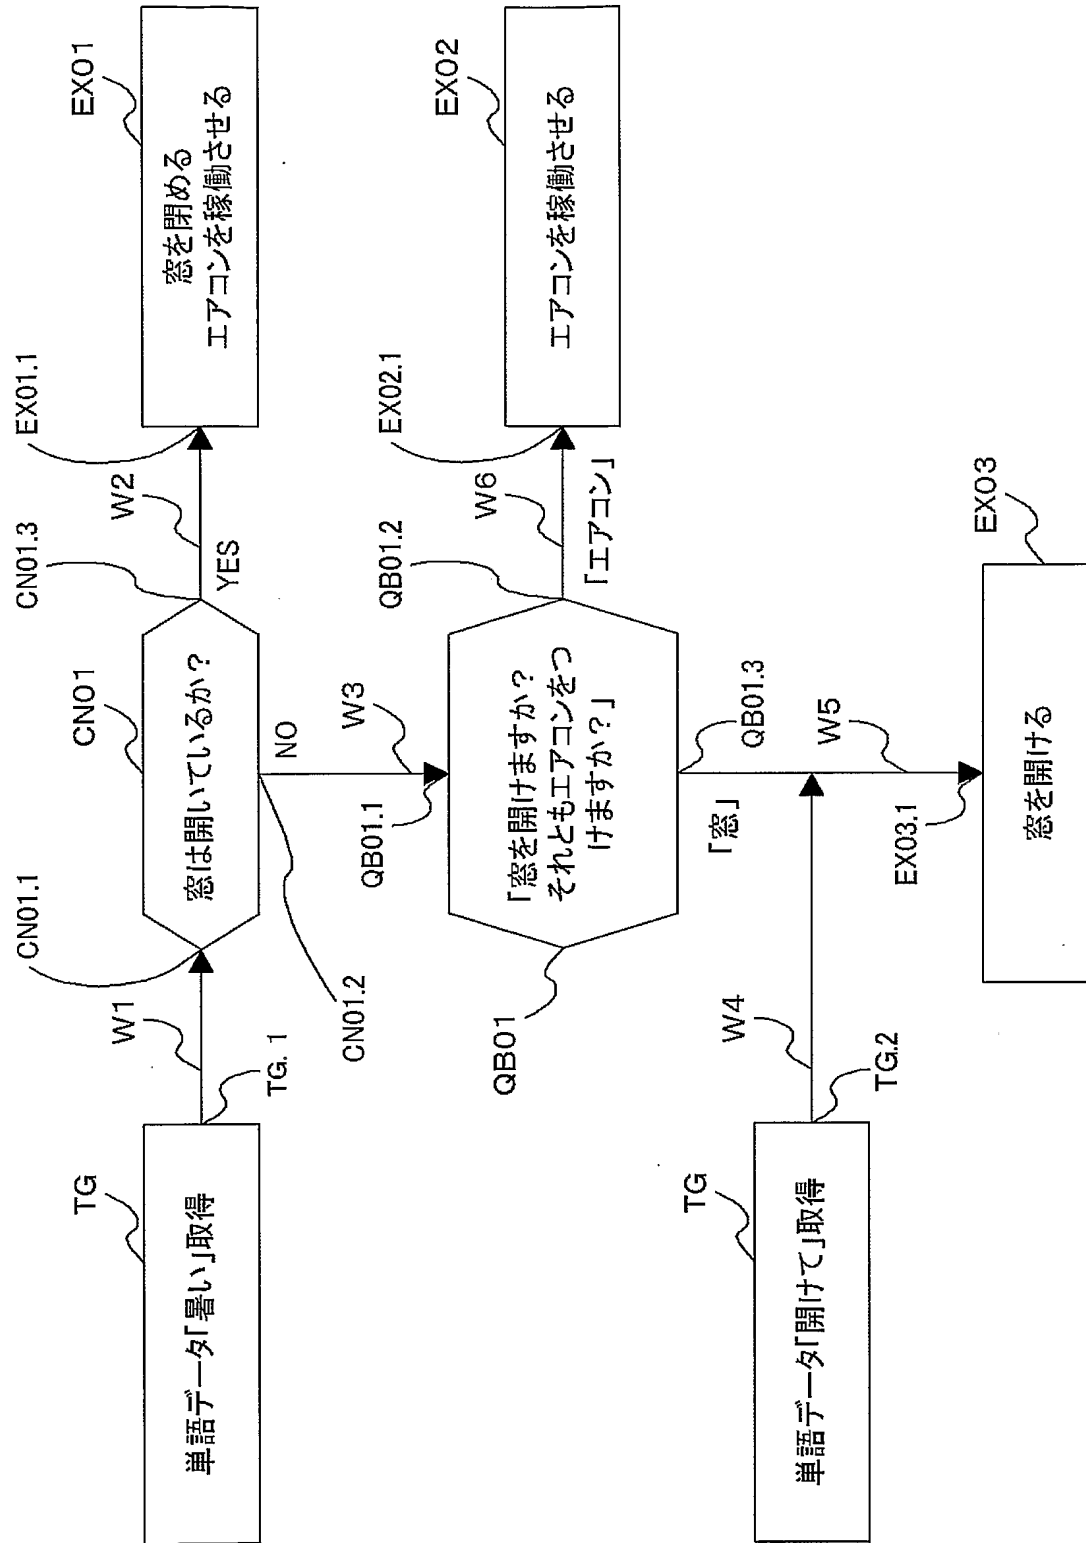 TG
単語データ「暑い」取得
TG. 1
W1
CN01.1
CN01
窓は開いているか？
CN01.2
CN01.3
YES
W2
EX01.1
EX01
窓を閉める
エアコンを稼働させる
NO
W3
QB01.1
QB01
「窓を開けますか？
それともエアコンをつ
けますか？」
QB01.2
W6
「エアコン」
EX02.1
EX02
エアコンを稼働させる
QB01.3
「窓」
TG
単語データ「開けて」取得
TG.2
W4
W5
EX03.1
EX03
窓を開ける